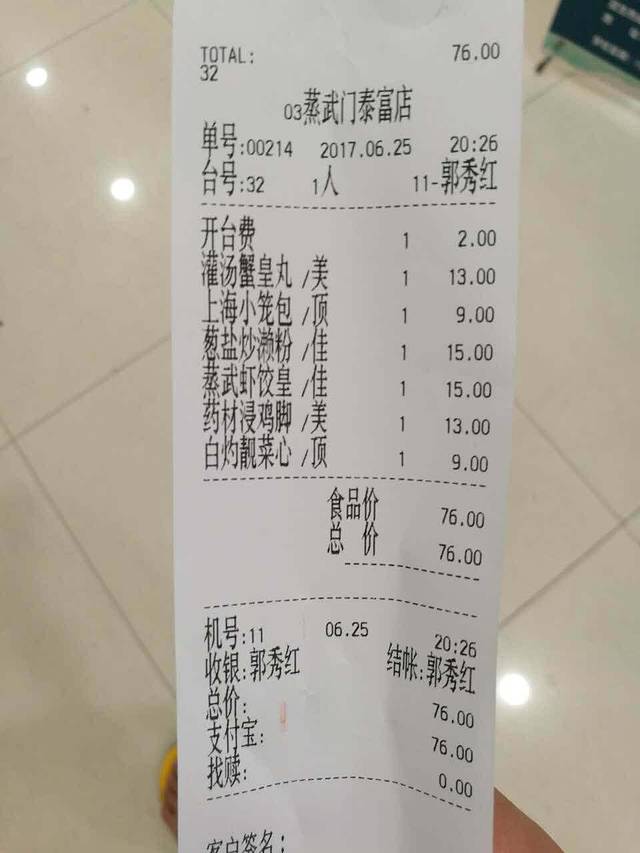 TOTAL: 76.00
32
03蒸武门泰富店
单号:00214 2017.06.25 20:26
台号:32 1人 11-郭秀红
开台费 1 2.00
灌汤蟹皇丸 /美 1 13.00
上海小笼包 /顶 1 9.00
葱盐炒濑粉 /佳 1 15.00
蒸武虾饺皇 /佳 1 15.00
药材浸鸡脚 /美 1 13.00
白灼靓菜心 /顶 1 9.00
食品价 76.00
总 价 76.00
机号:11 06.25 20:26
收银:郭秀红 结帐:郭秀红
总价: 76.00
支付宝: 76.00
找赎: 0.00
客户签名: